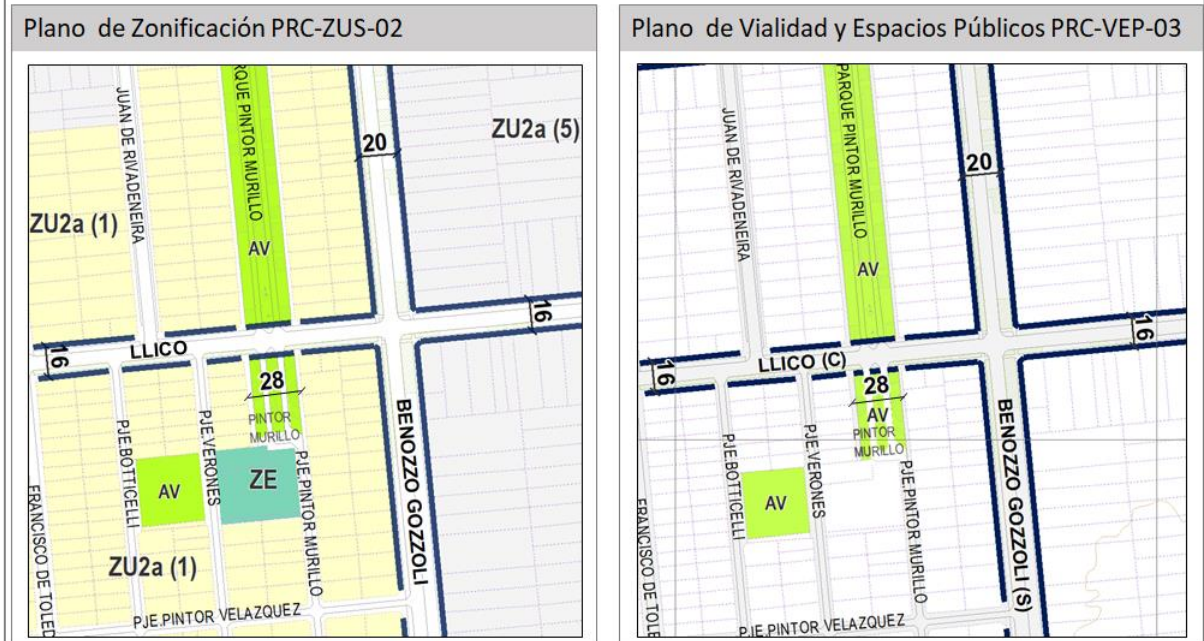 Plano de Zonificación PRC-ZUS-02
RQUE PINTOR MURILLO
JUAN DE RIVADENEIRA
20
ZU2a (5)
ZU2a (1)
AV
16
LLICO
16
28
PINTOR
MURILLO
BENOZZO GOZZOLI
PJE.BOTTICELLI
PJE.VERONES
AV
ZE
PJE.PINTOR MURILLO
FRANCISCO DE TOLED
ZU2a (1)
PJE.PINTOR VELAZQUEZ
Plano de Vialidad y Espacios Públicos PRC-VEP-03
PARQUE PINTOR MURILLO
JUAN DE RIVADENEIRA
20
AV
16
LLICO (C)
16
28
AV
PINTOR
MURILLO
BENOZZO GOZZOLI (S)
PJE.BOTTICELLI
PJE.VERONES
AV
PJE.PINTOR MURILLO
FRANCISCO DE TOLE
PJE.PINTOR VELAZQUEZ